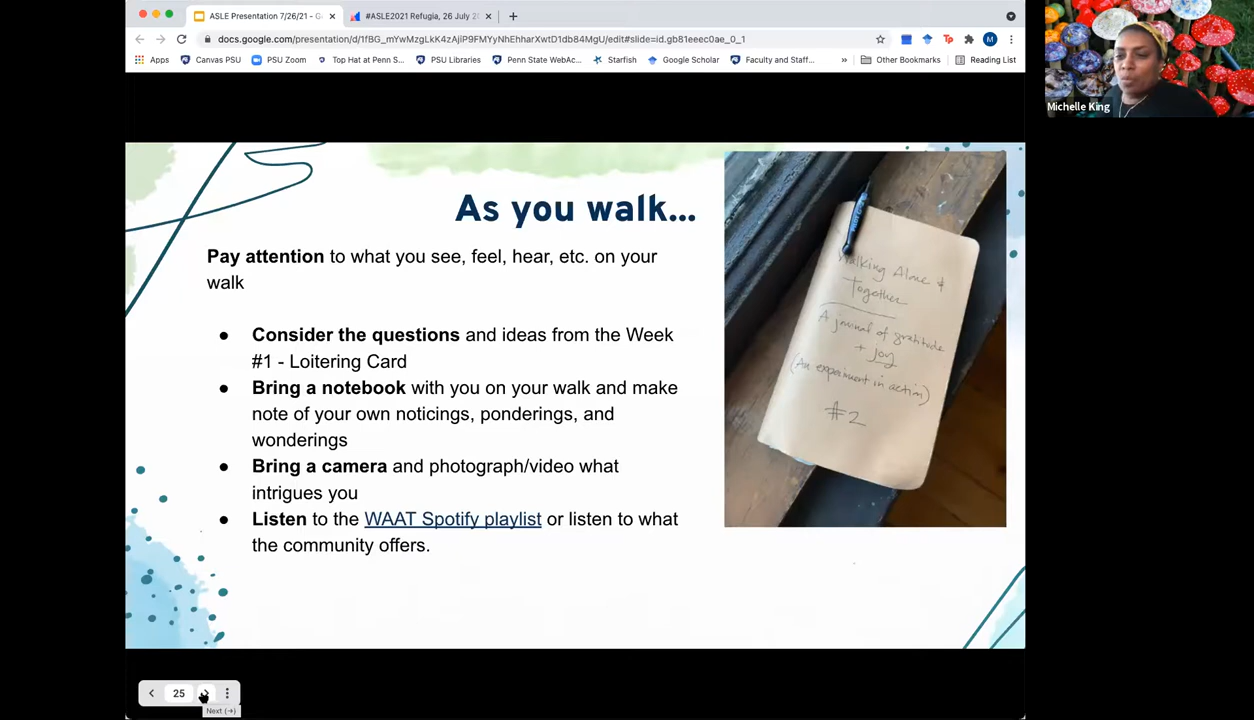 ASLE Presentation 7/26/21 - G
#ASLE2021 Refugia, 26 July 2
docs.google.com/presentation/d/1fBG_mYwMzgLkK4zAjlP9FMYyNhEhharXwtD1db84MgU/edit#slide=id.gb81eeec0ae_0_1
M
Apps
Canvas PSU
PSU Zoom
Top Hat at Penn S...
PSU Libraries
Penn State WebAc...
Starfish
Google Scholar
Faculty and Staff...
»
Other Bookmarks
Reading List
Michelle King
As you walk...
Pay attention to what you see, feel, hear, etc. on your
walk
● Consider the questions and ideas from the Week
#1 - Loitering Card
● Bring a notebook with you on your walk and make
note of your own noticings, ponderings, and
wonderings
● Bring a camera and photograph/video what
intrigues you
● Listen to the WAAT Spotify playlist or listen to what
the community offers.
Walking Alone &
Together
A journal of gratitude
+ joy
(An experiment in action)
#2
25
Next (→)